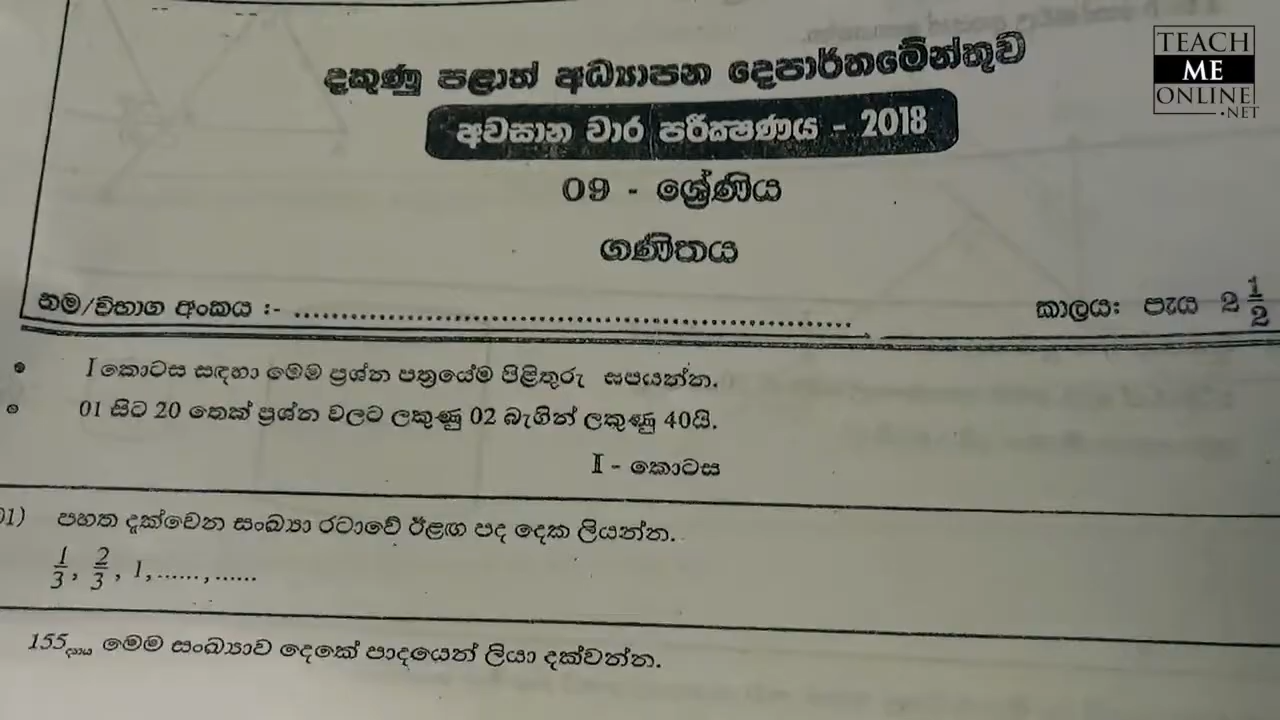 TEACH
ME
ONLINE
.NET
දකුණු පළාත් අධ්‍යාපන දෙපාර්තමේන්තුව
අවසාන වාර පරීක්ෂණය - 2018
09 - ශ්‍රේණිය
ගණිතය
නම/විභාග අංකය :- ........................................................
කාලය: පැය 2 1/2
• I කොටස සඳහා මෙම ප්‍රශ්න පත්‍රයේම පිළිතුරු සපයන්න.
• 01 සිට 20 තෙක් ප්‍රශ්න වලට ලකුණු 02 බැගින් ලකුණු 40යි.
I - කොටස
01) පහත දැක්වෙන සංඛ්‍යා රටාවේ ඊළඟ පද දෙක ලියන්න.
1/3, 2/3, 1, ......, ......
155දහය මෙම සංඛ්‍යාව දෙකේ පාදයෙන් ලියා දක්වන්න.